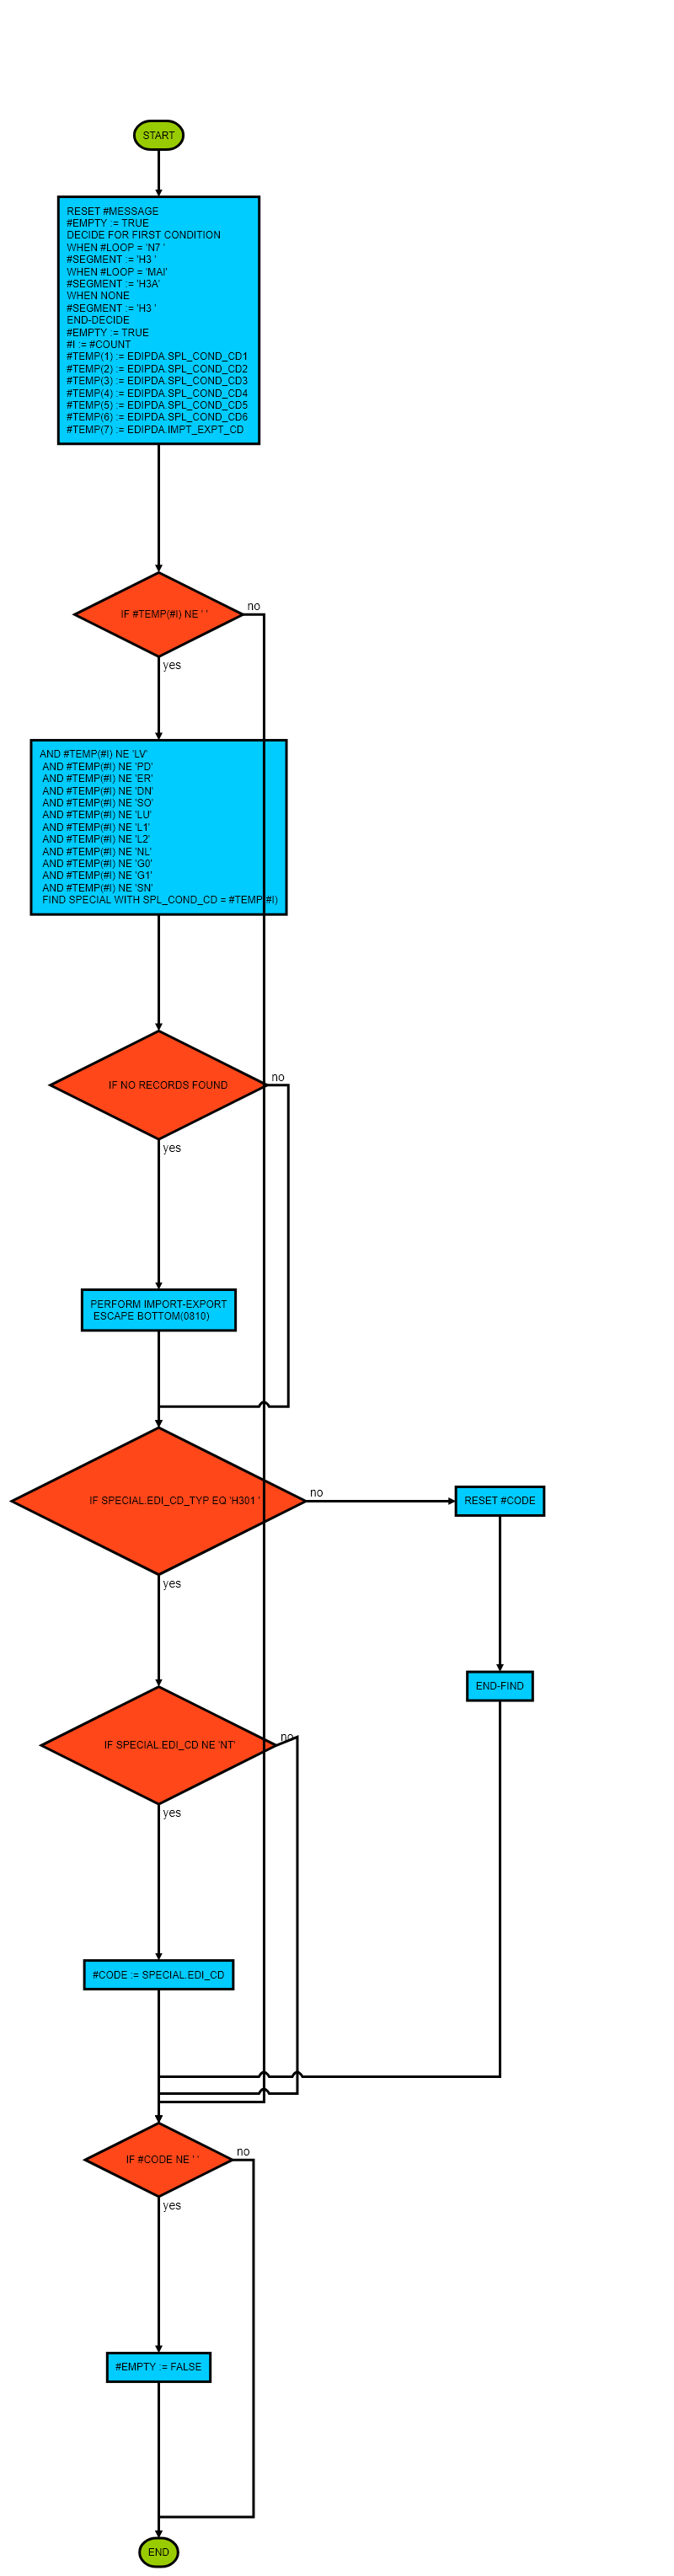 START
RESET #MESSAGE
#EMPTY := TRUE
DECIDE FOR FIRST CONDITION
WHEN #LOOP = 'N7 '
#SEGMENT := 'H3 '
WHEN #LOOP = 'MAI'
#SEGMENT := 'H3A'
WHEN NONE
#SEGMENT := 'H3 '
END-DECIDE
#EMPTY := TRUE
#I := #COUNT
#TEMP(1) := EDIPDA.SPL_COND_CD1
#TEMP(2) := EDIPDA.SPL_COND_CD2
#TEMP(3) := EDIPDA.SPL_COND_CD3
#TEMP(4) := EDIPDA.SPL_COND_CD4
#TEMP(5) := EDIPDA.SPL_COND_CD5
#TEMP(6) := EDIPDA.SPL_COND_CD6
#TEMP(7) := EDIPDA.IMPT_EXPT_CD
IF #TEMP(#I) NE ' '
no
yes
AND #TEMP(#I) NE 'LV'
AND #TEMP(#I) NE 'PD'
AND #TEMP(#I) NE 'ER'
AND #TEMP(#I) NE 'DN'
AND #TEMP(#I) NE 'SO'
AND #TEMP(#I) NE 'LU'
AND #TEMP(#I) NE 'L1'
AND #TEMP(#I) NE 'L2'
AND #TEMP(#I) NE 'NL'
AND #TEMP(#I) NE 'G0'
AND #TEMP(#I) NE 'G1'
AND #TEMP(#I) NE 'SN'
FIND SPECIAL WITH SPL_COND_CD = #TEMP(#I)
IF NO RECORDS FOUND
no
yes
PERFORM IMPORT-EXPORT
ESCAPE BOTTOM(0810)
IF SPECIAL.EDI_CD_TYP EQ 'H301 '
no
yes
RESET #CODE
END-FIND
IF SPECIAL.EDI_CD NE 'NT'
no
yes
#CODE := SPECIAL.EDI_CD
IF #CODE NE ' '
no
yes
#EMPTY := FALSE
END